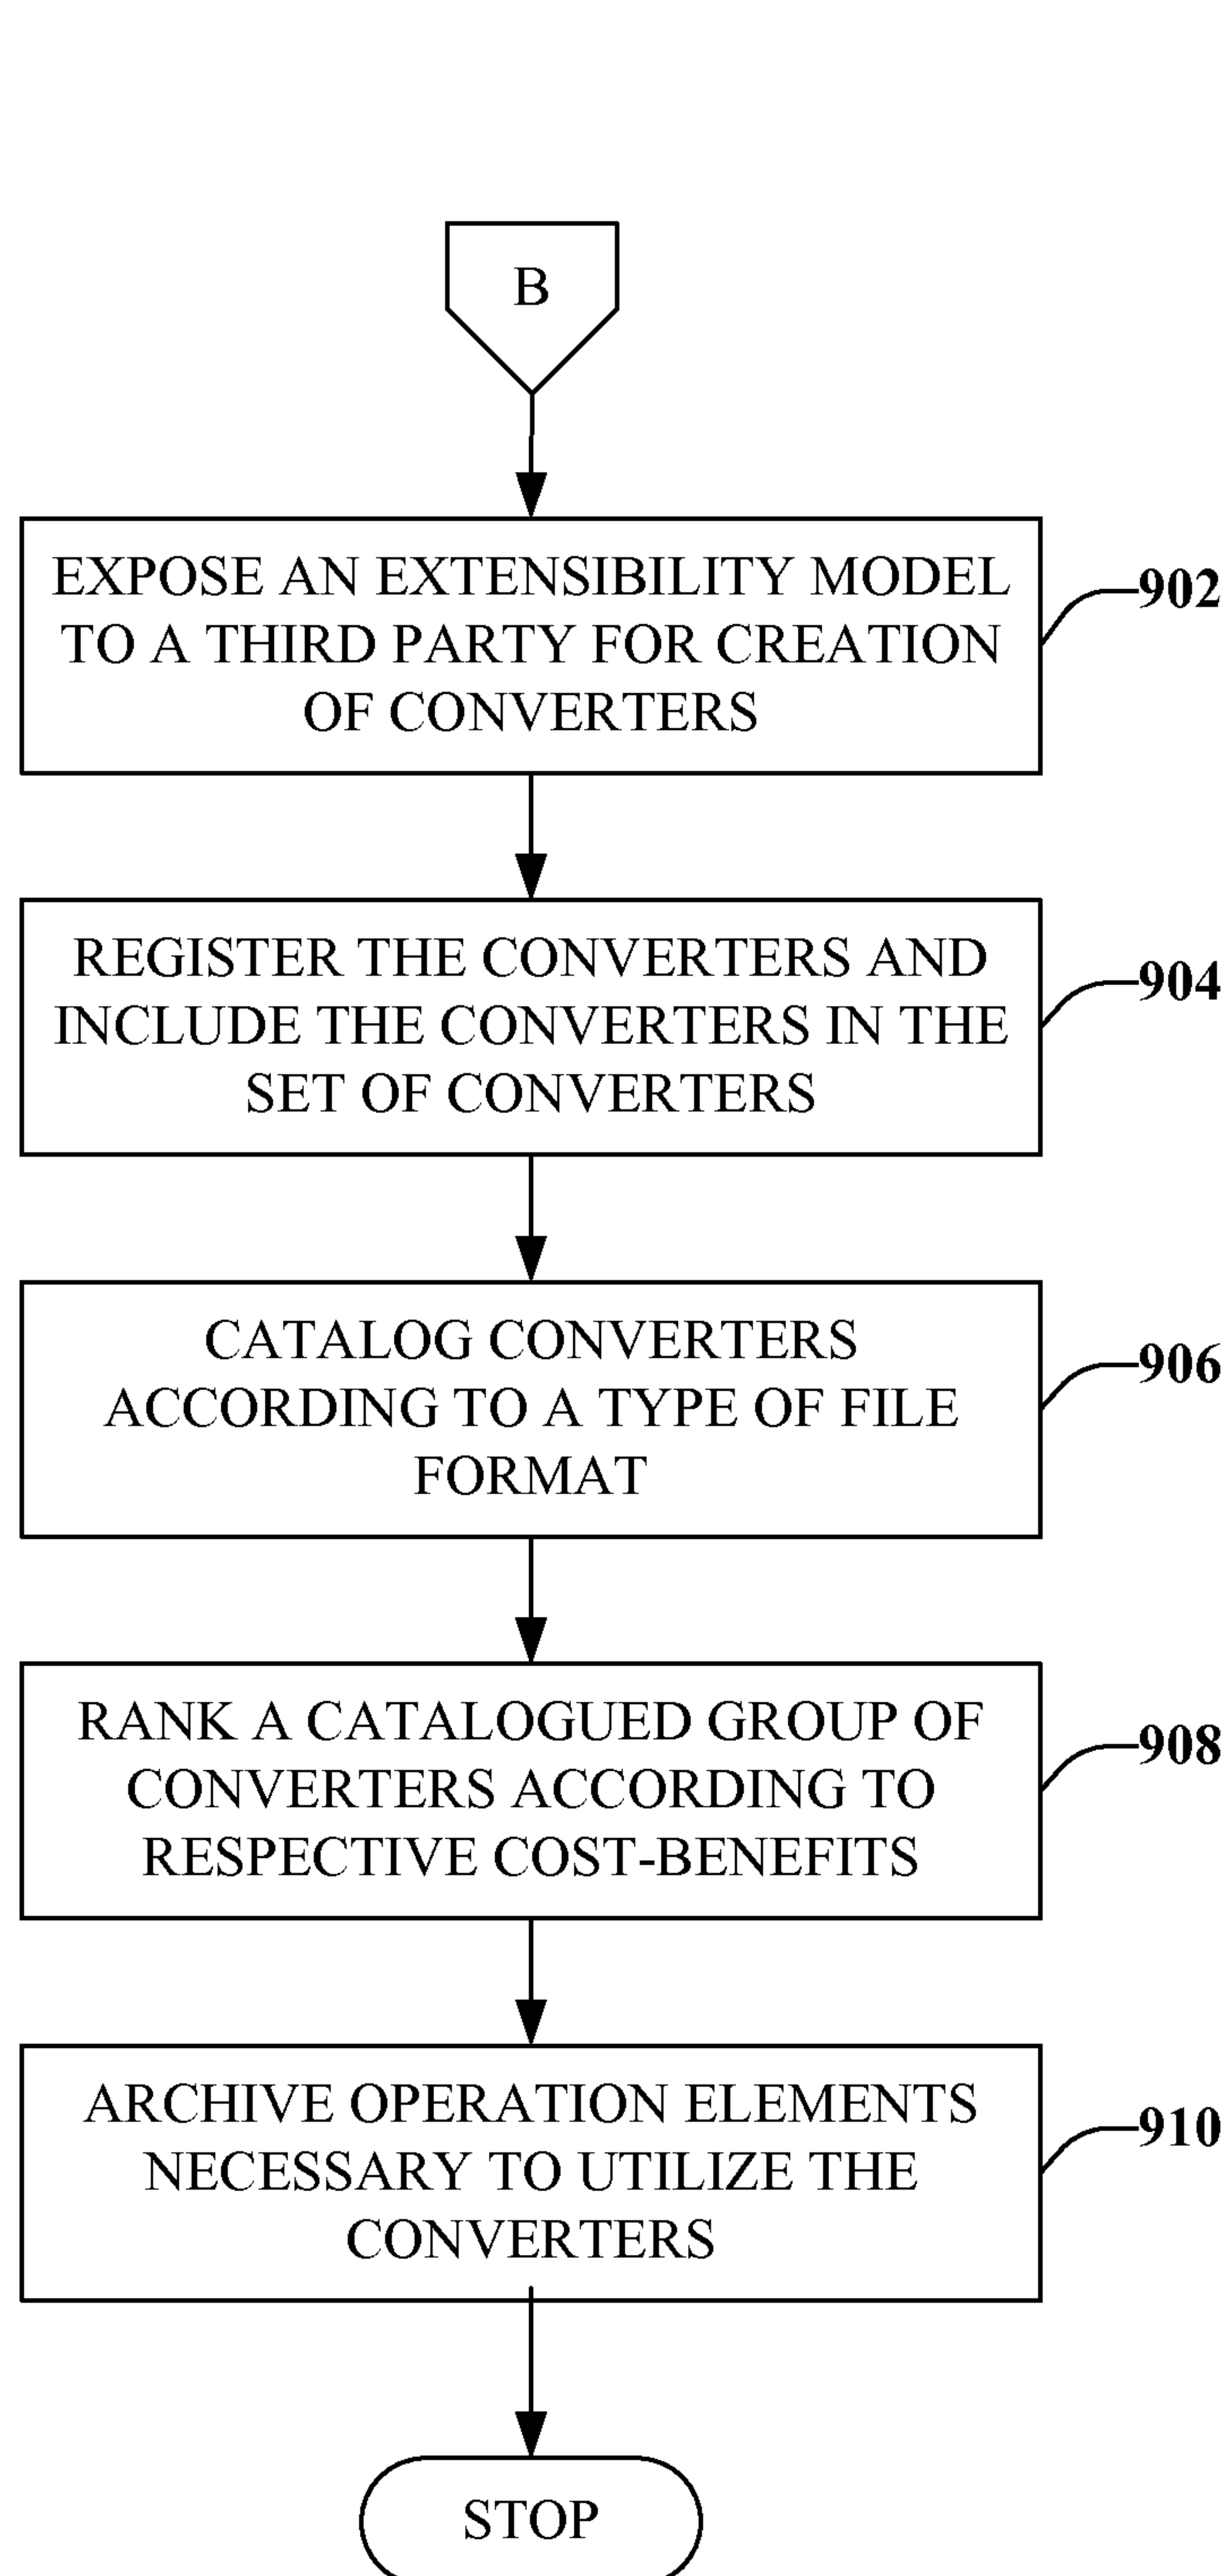 B
EXPOSE AN EXTENSIBILITY MODEL
TO A THIRD PARTY FOR CREATION
OF CONVERTERS
902
REGISTER THE CONVERTERS AND
INCLUDE THE CONVERTERS IN THE
SET OF CONVERTERS
904
CATALOG CONVERTERS
ACCORDING TO A TYPE OF FILE
FORMAT
906
RANK A CATALOGUED GROUP OF
CONVERTERS ACCORDING TO
RESPECTIVE COST-BENEFITS
908
ARCHIVE OPERATION ELEMENTS
NECESSARY TO UTILIZE THE
CONVERTERS
910
STOP